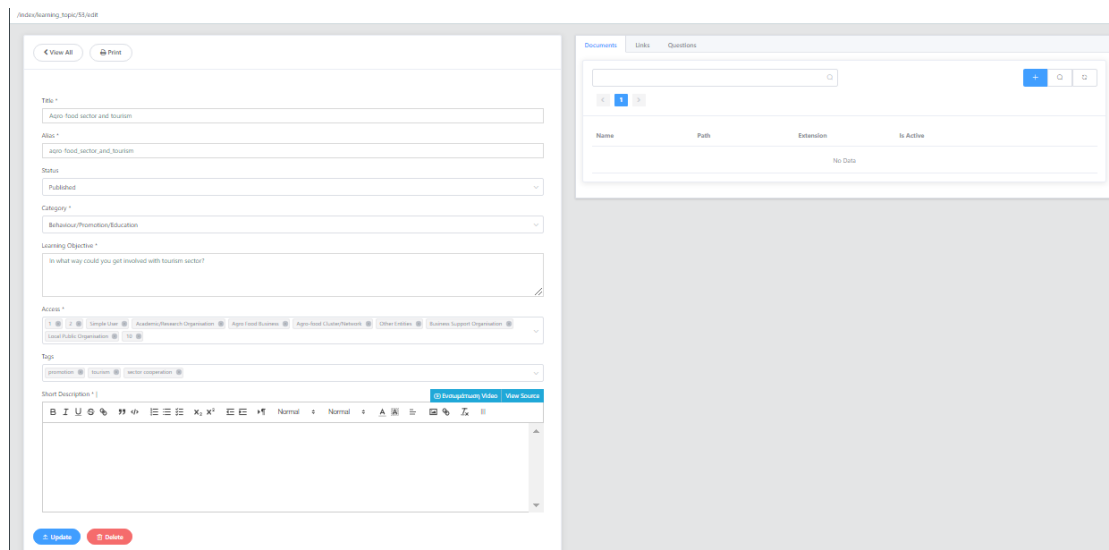 /index/learning_topic/53/edit
View All
Print
Title *
Agro food sector and tourism
Alias *
agro food_sector_and_tourism
Status
Published
Category *
Behaviour/Promotion/Education
Learning Objective *
In what way could you get involved with tourism sector?
Access *
1 2 Simple User Academic/Research Organisation Agro Food Business Agro-food Cluster/Network Other Entities Business Support Organisation
Local Public Organisation 10
Tags
promotion tourism sector cooperation
Short Description * |
Ενσωμάτωση Video View Source
Normal Normal
Update
Delete
Documents Links Questions
1
Name Path Extension Is Active
No Data